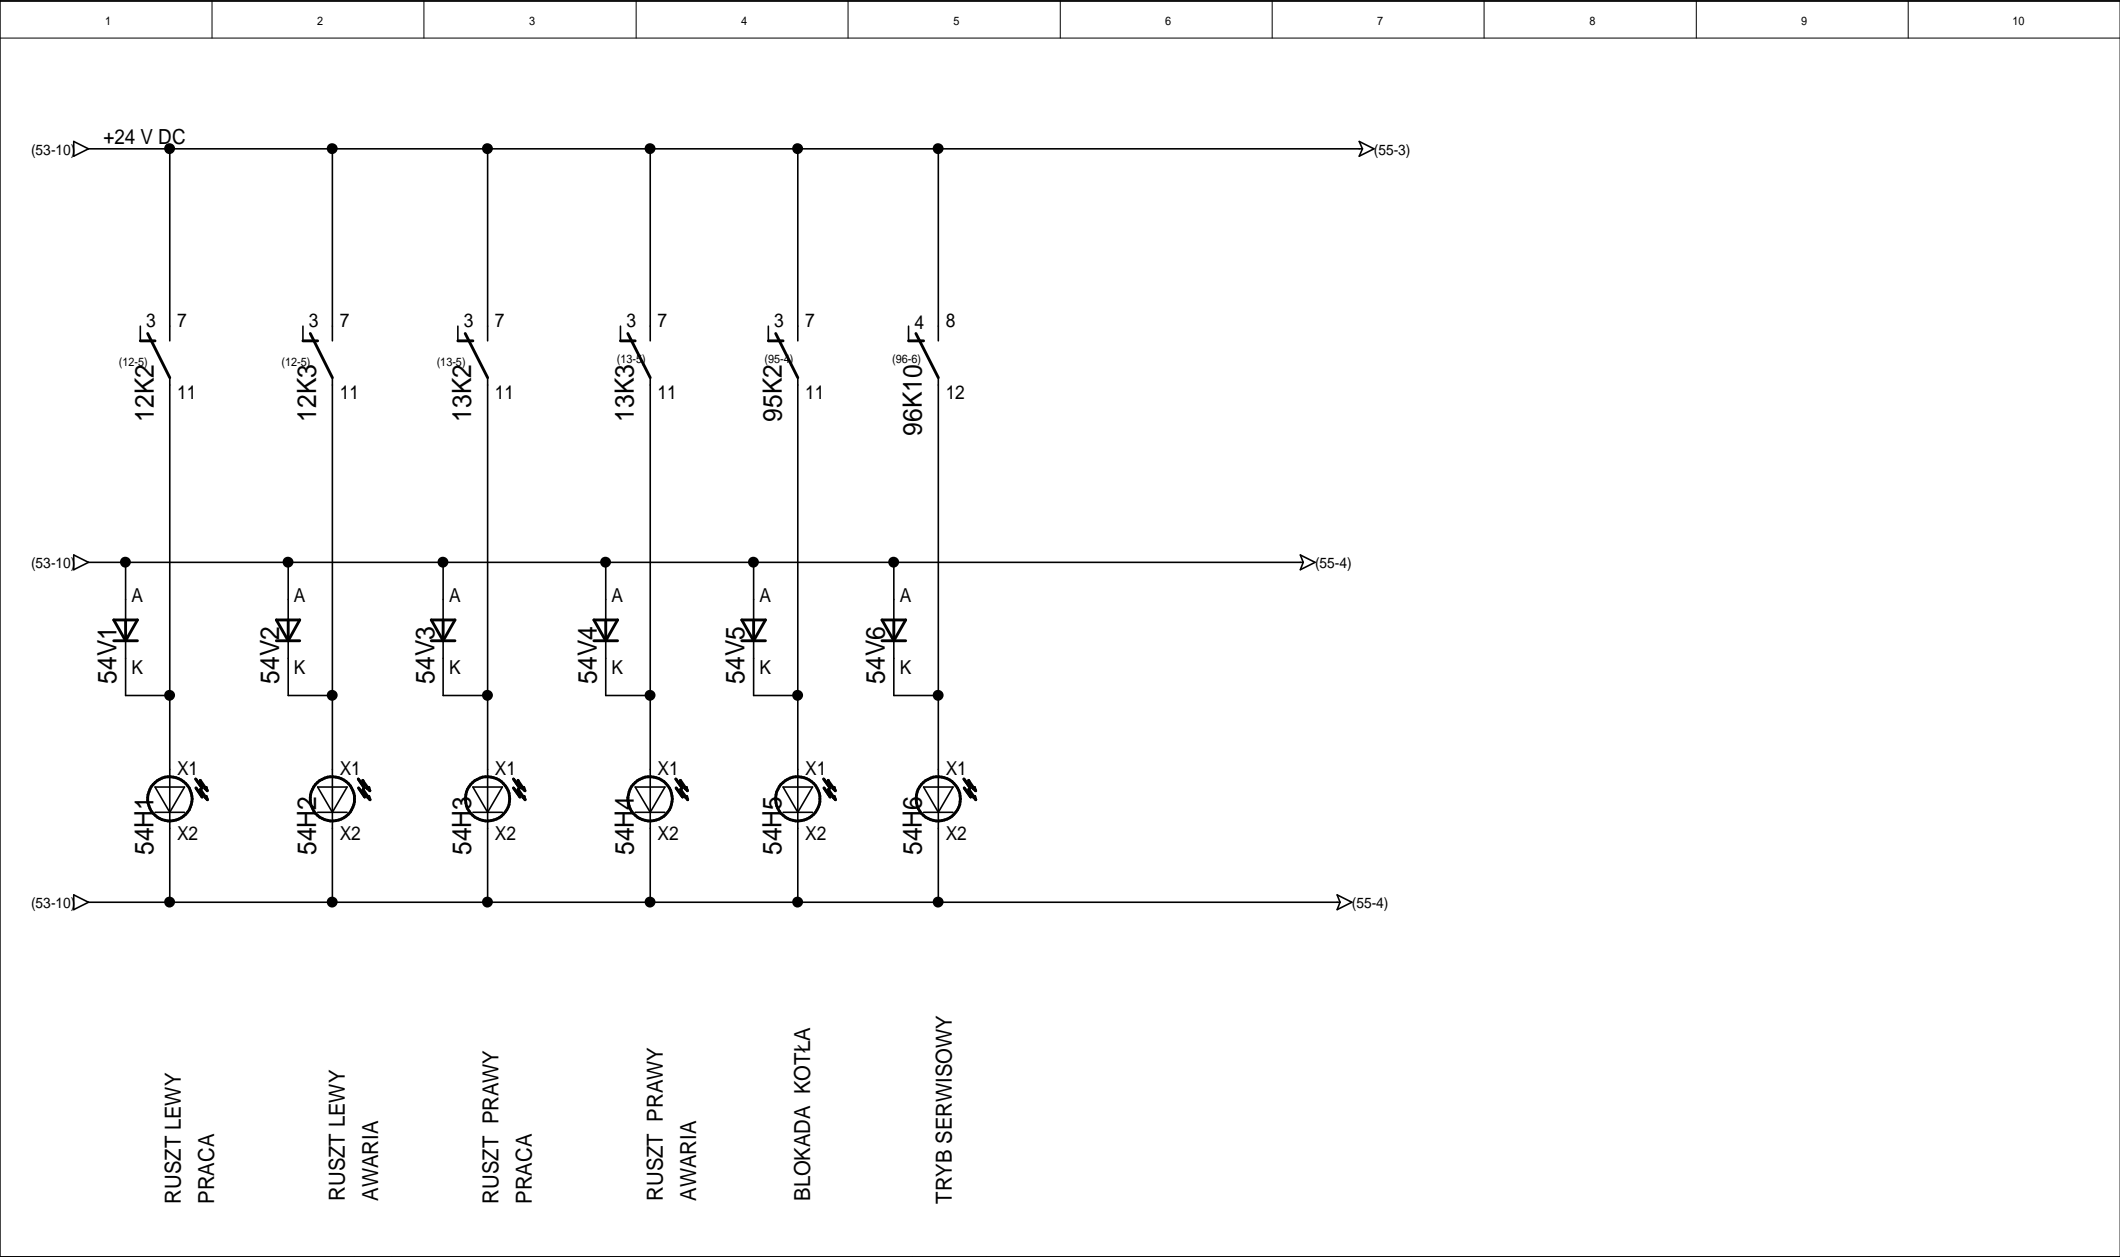 1 2 3 4 5 6 7 8 9 10
+24 V DC
(53-10) (55-3)
3 7 3 7 3 7 3 7 3 7 4 8
(12-5) (12-5) (13-5) (13-5) (95-4) (96-6)
12K2 12K3 13K2 13K3 95K2 96K10
11 11 11 11 11 12
(53-10) (55-4)
A A A A A A
54V1 54V2 54V3 54V4 54V5 54V6
K K K K K K
X1 X1 X1 X1 X1 X1
54H1 54H2 54H3 54H4 54H5 54H6
X2 X2 X2 X2 X2 X2
(53-10) (55-4)
RUSZT LEWY
PRACA
RUSZT LEWY
AWARIA
RUSZT PRAWY
PRACA
RUSZT PRAWY
AWARIA
BLOKADA KOTŁA
TRYB SERWISOWY